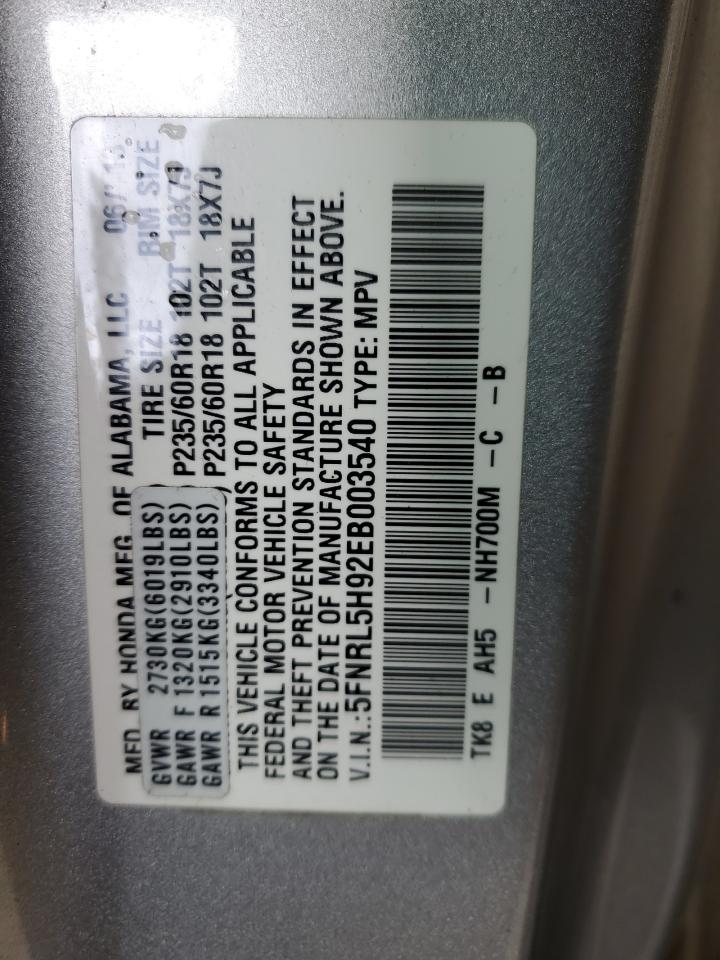 MFD. BY HONDA MFG. OF ALABAMA, LLC 06/13
GVWR 2730KG(6019LBS) TIRE SIZE RIM SIZE
GAWR F 1320KG(2910LBS) P235/60R18 102T 18X7J
GAWR R 1515KG(3340LBS) P235/60R18 102T 18X7J
THIS VEHICLE CONFORMS TO ALL APPLICABLE
FEDERAL MOTOR VEHICLE SAFETY
AND THEFT PREVENTION STANDARDS IN EFFECT
ON THE DATE OF MANUFACTURE SHOWN ABOVE.
V.I.N.:5FNRL5H92EB003540 TYPE: MPV
TK8 E AH5 -NH700M -C -B